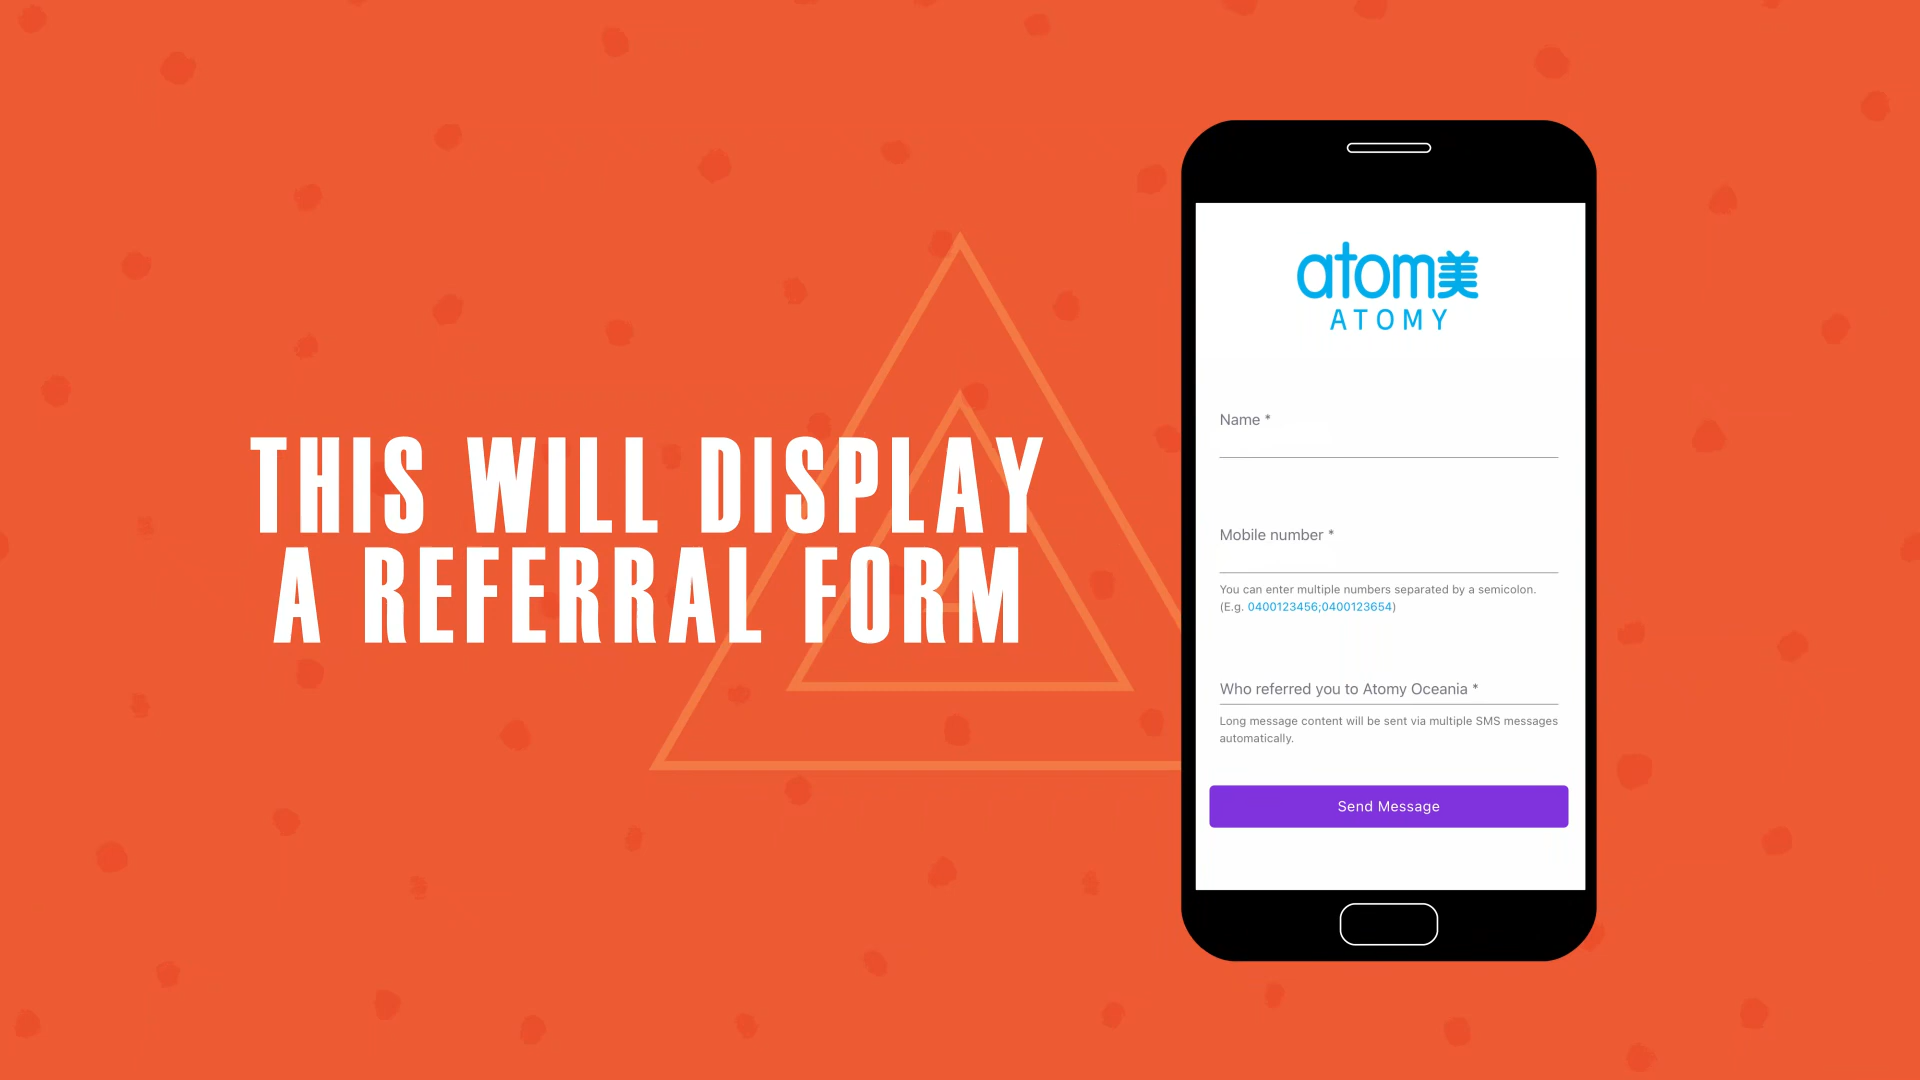 THIS WILL DISPLAY
A REFERRAL FORM
atom美
ATOMY
Name *
Mobile number *
You can enter multiple numbers separated by a semicolon.
(E.g. 0400123456;0400123654)
Who referred you to Atomy Oceania *
Long message content will be sent via multiple SMS messages
automatically.
Send Message